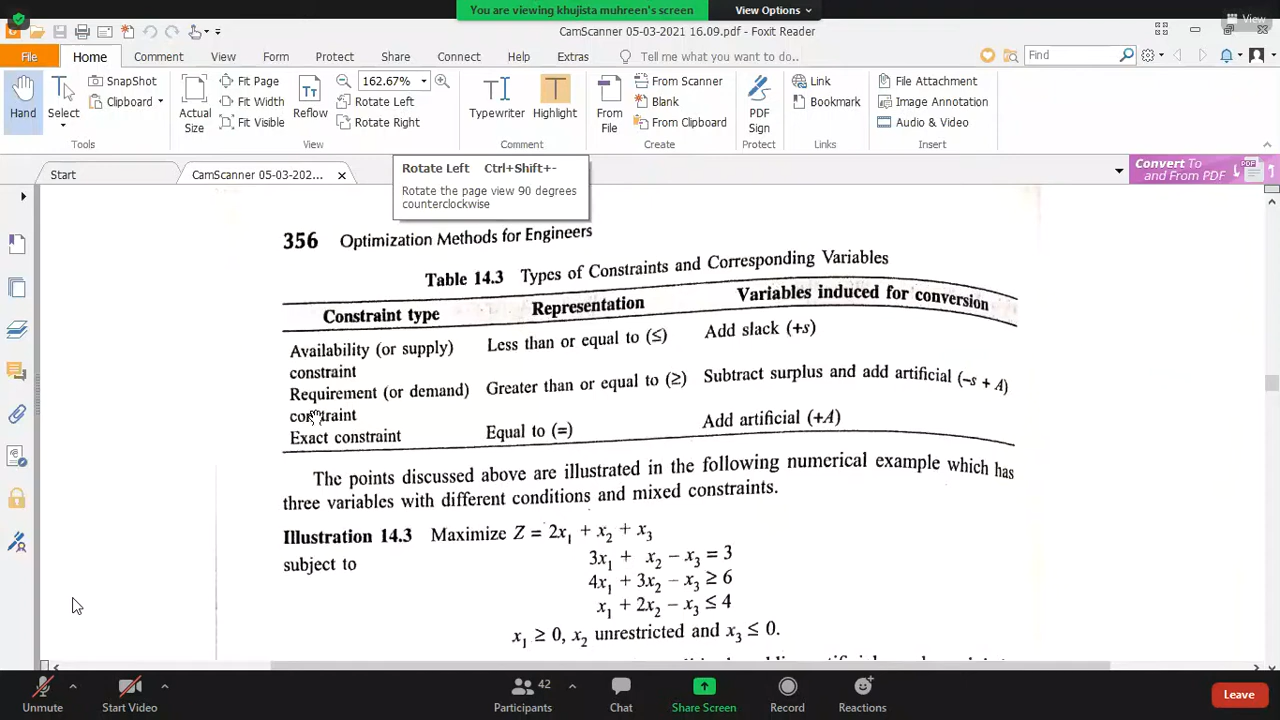 You are viewing khujista muhreen's screen
View Options
View
CamScanner 05-03-2021 16.09.pdf - Foxit Reader
File
Home
Comment
View
Form
Protect
Share
Connect
Help
Extras
Tell me what you want to do..
Find
Hand
Select
SnapShot
Clipboard
Tools
Actual Size
Fit Page
Fit Width
Fit Visible
Reflow
162.67%
Rotate Left
Rotate Right
View
Typewriter
Highlight
Comment
From File
From Scanner
Blank
From Clipboard
Create
PDF Sign
Protect
Link
Bookmark
Links
File Attachment
Image Annotation
Audio & Video
Insert
Start
CamScanner 05-03-202...
Convert To
and From PDF
PDF
Rotate Left Ctrl+Shift+-
Rotate the page view 90 degrees
counterclockwise
356 Optimization Methods for Engineers
Table 14.3 Types of Constraints and Corresponding Variables
Constraint type Representation Variables induced for conversion
Availability (or supply) constraint Less than or equal to (≤) Add slack (+s)
Requirement (or demand) constraint Greater than or equal to (≥) Subtract surplus and add artificial (–s + A)
Exact constraint Equal to (=) Add artificial (+A)
The points discussed above are illustrated in the following numerical example which has
three variables with different conditions and mixed constraints.
Illustration 14.3 Maximize Z = 2x₁ + x₂ + x₃
subject to
3x₁ + x₂ – x₃ = 3
4x₁ + 3x₂ – x₃ ≥ 6
x₁ + 2x₂ – x₃ ≤ 4
x₁ ≥ 0, x₂ unrestricted and x₃ ≤ 0.
Unmute
Start Video
42
Participants
Chat
Share Screen
Record
Reactions
Leave